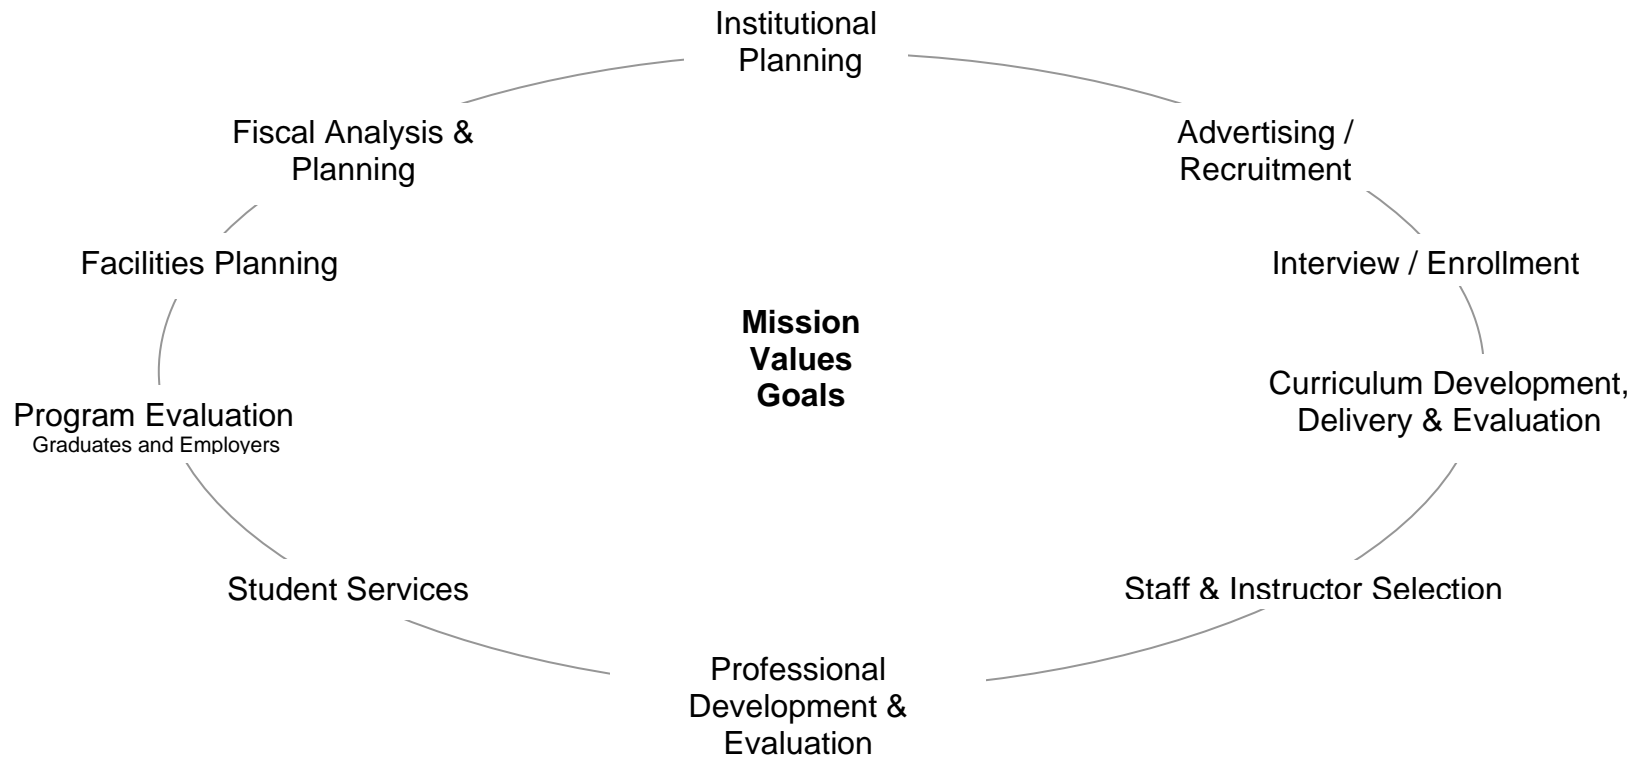 Institutional
Planning
Fiscal Analysis &
Planning
Advertising /
Recruitment
Facilities Planning
Interview / Enrollment
Mission
Values
Goals
Curriculum Development,
Delivery & Evaluation
Program Evaluation
Graduates and Employers
Student Services
Staff & Instructor Selection
Professional
Development &
Evaluation